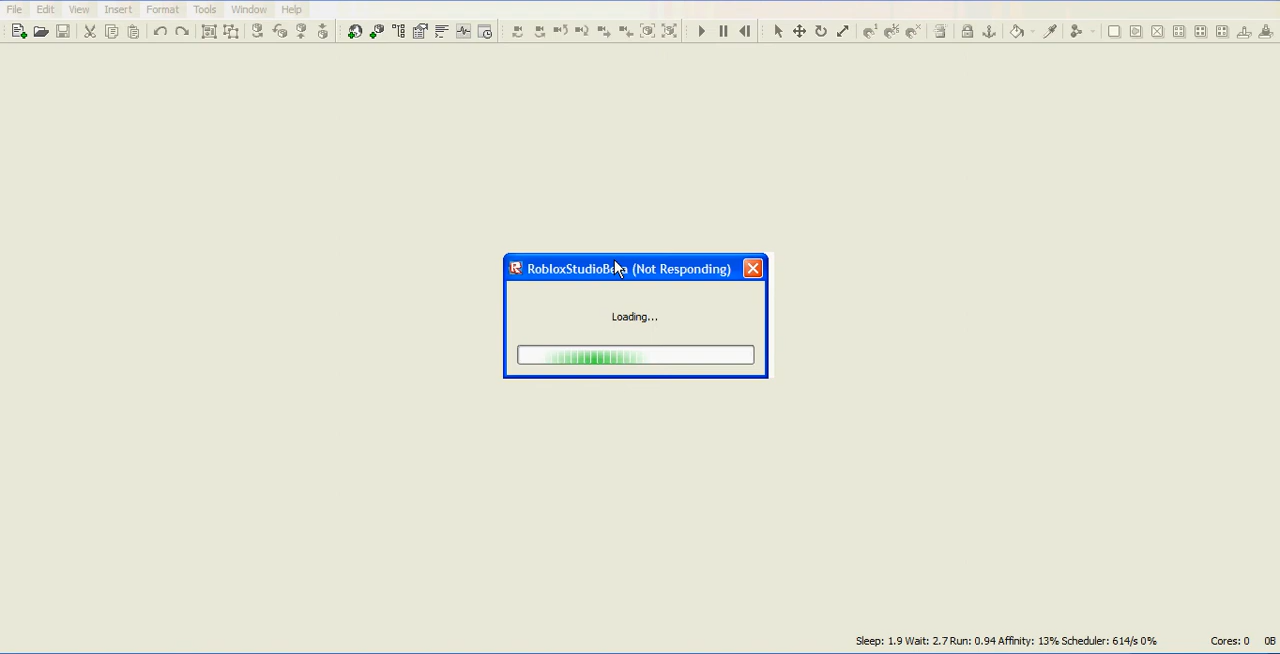 File Edit View Insert Format Tools Window Help
RobloxStudioBeta (Not Responding)
Loading...
Sleep: 1.9 Wait: 2.7 Run: 0.94 Affinity: 13% Scheduler: 614/s 0% Cores: 0 0B